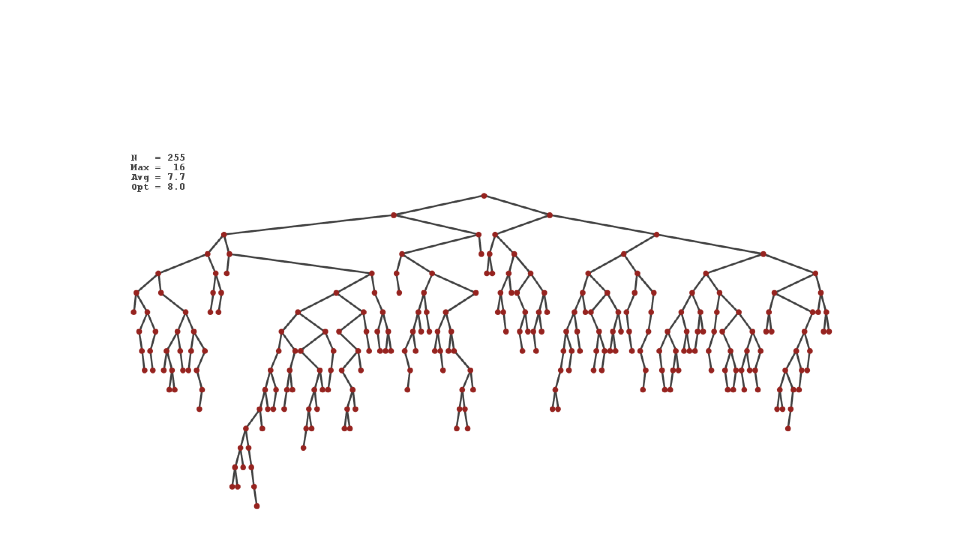 N   = 255
Max =  16
Avg = 7.7
Opt = 8.0